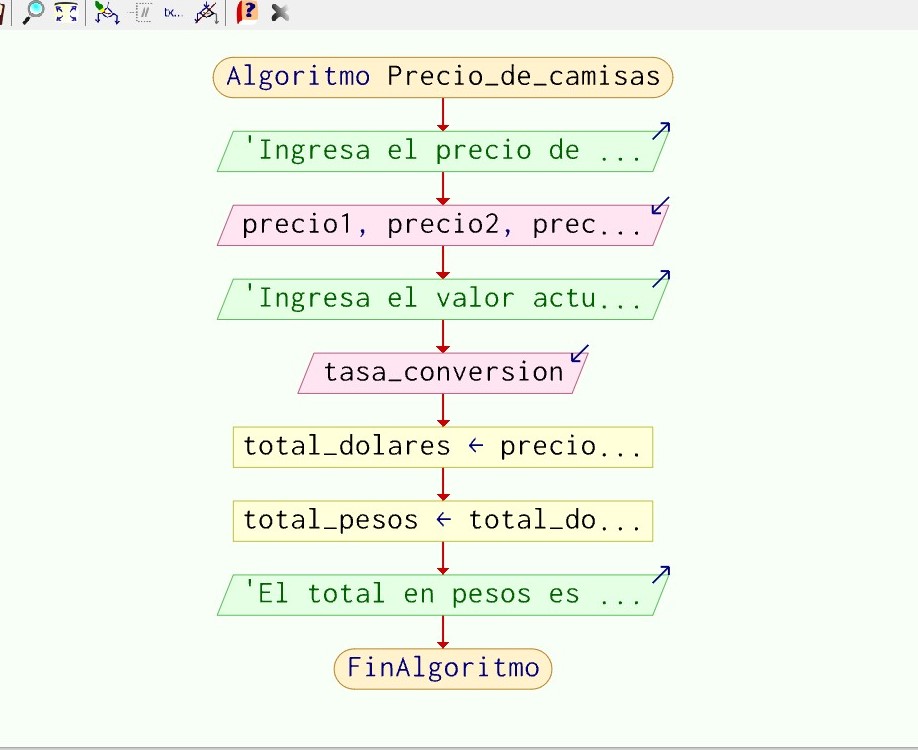 Algoritmo Precio_de_camisas
'Ingresa el precio de ...
precio1, precio2, prec...
'Ingresa el valor actu...
tasa_conversion
total_dolares ← precio...
total_pesos ← total_do...
'El total en pesos es ...
FinAlgoritmo